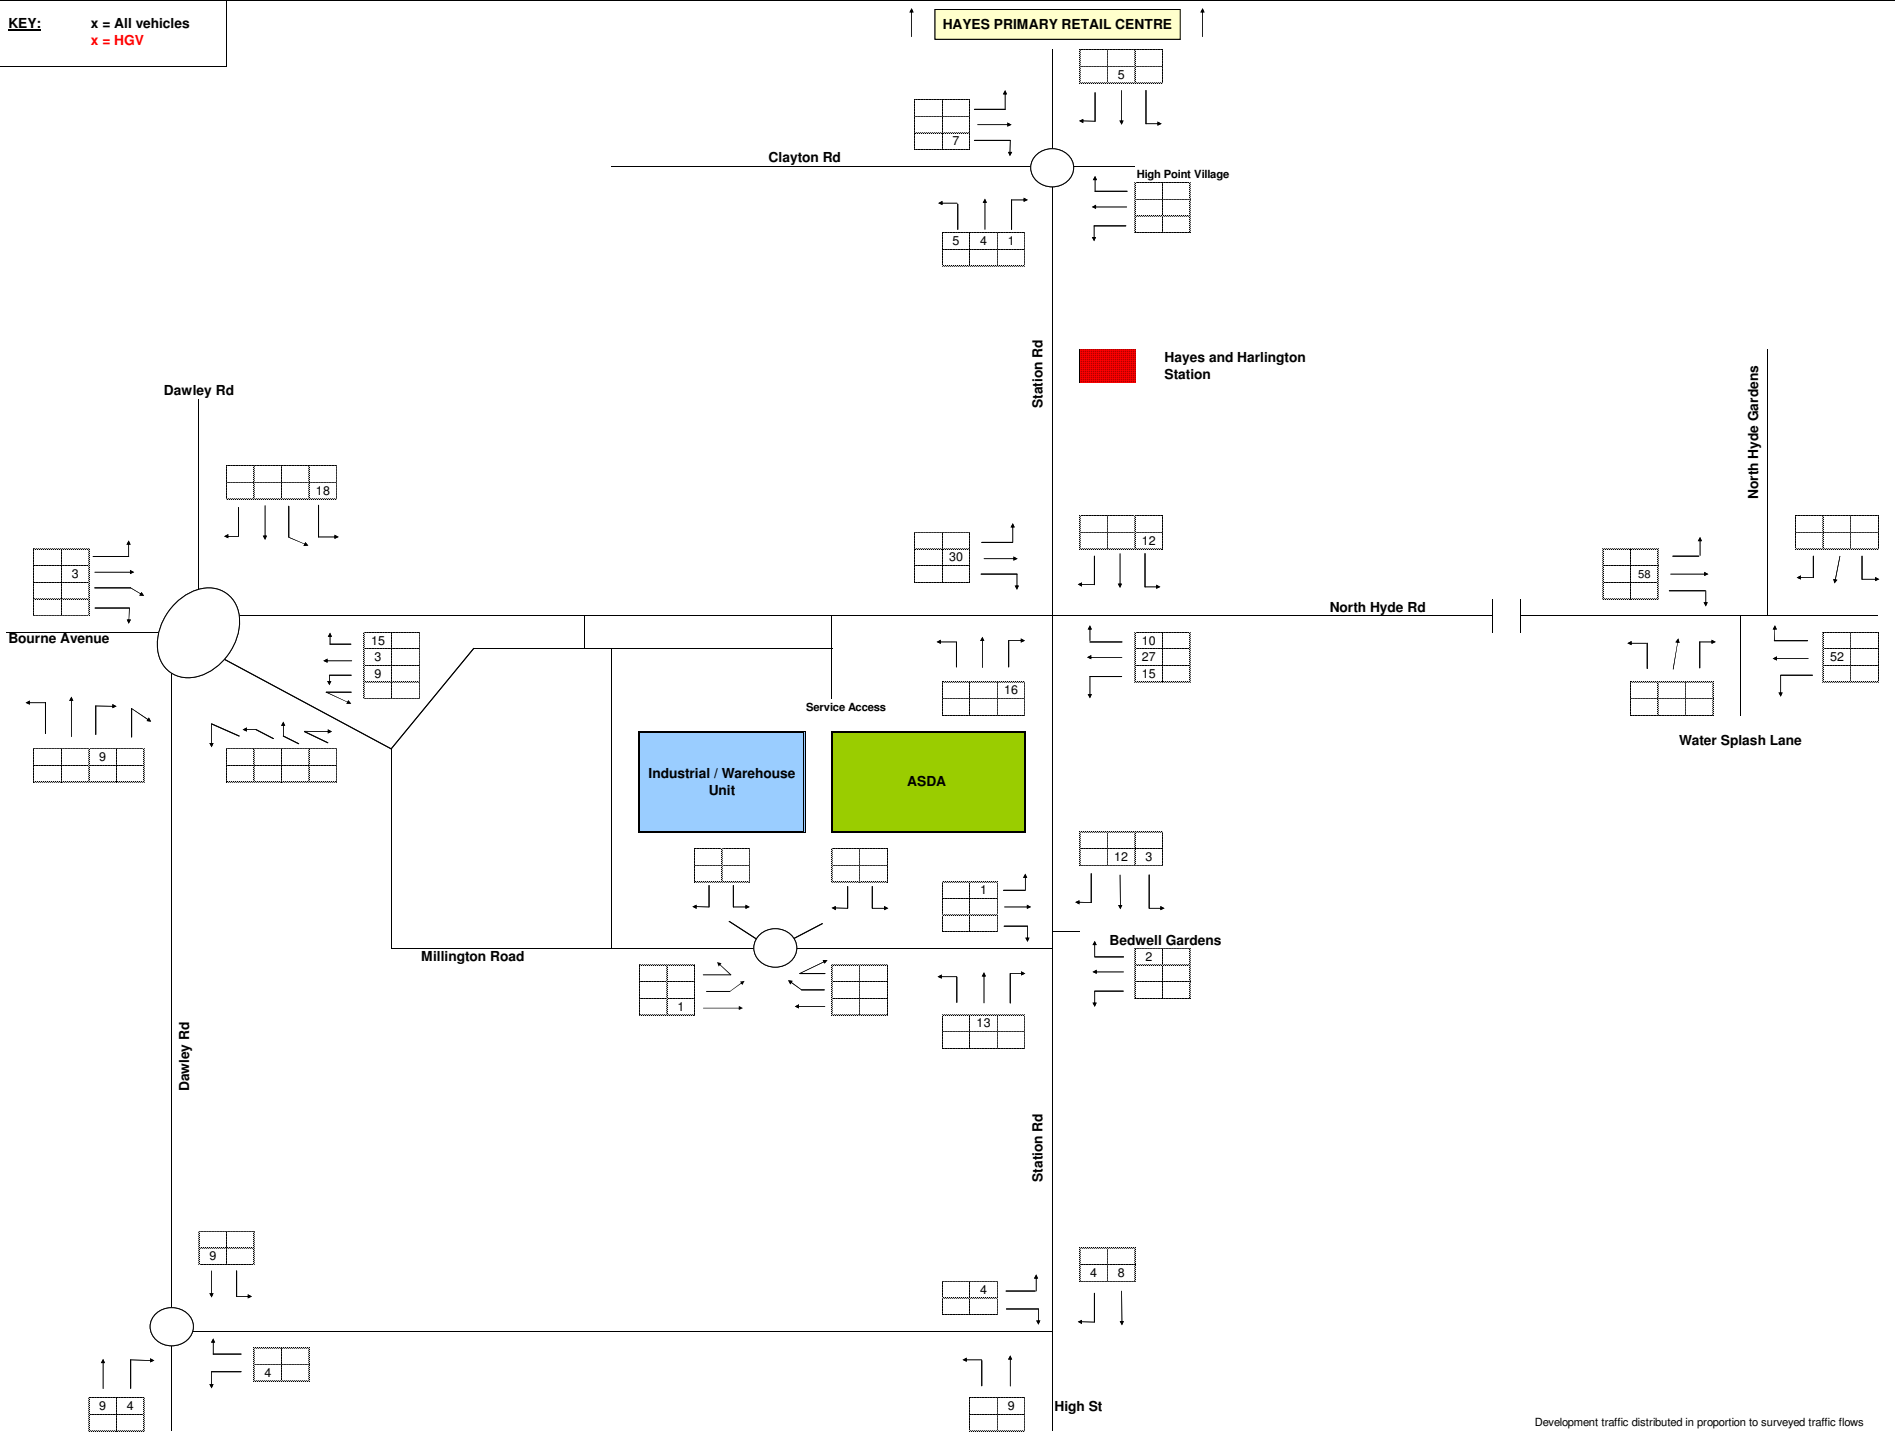 KEY: x = All vehicles
x = HGV
HAYES PRIMARY RETAIL CENTRE
5
7
Clayton Rd
High Point Village
5 4 1
Station Rd
Hayes and Harlington
Station
North Hyde Gardens
Dawley Rd
18
12
30
3
58
North Hyde Rd
Bourne Avenue
15
3
9
10
27
15
52
16
Service Access
9
Water Splash Lane
Industrial / Warehouse
Unit
ASDA
12 3
1
Bedwell Gardens
2
Millington Road
1
13
Dawley Rd
Station Rd
9
4 8
4
4
9 4
9
High St
Development traffic distributed in proportion to surveyed traffic flows